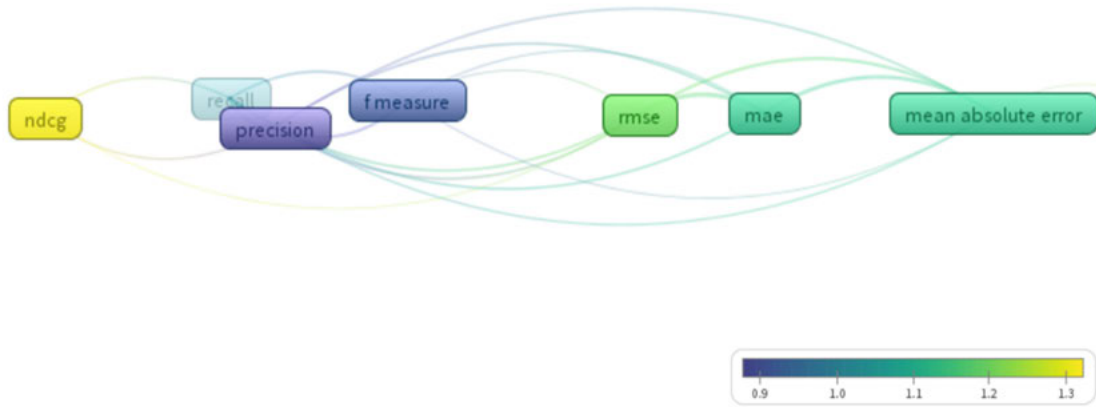 ndcg
recall
precision
f measure
rmse
mae
mean absolute error
0.9 1.0 1.1 1.2 1.3